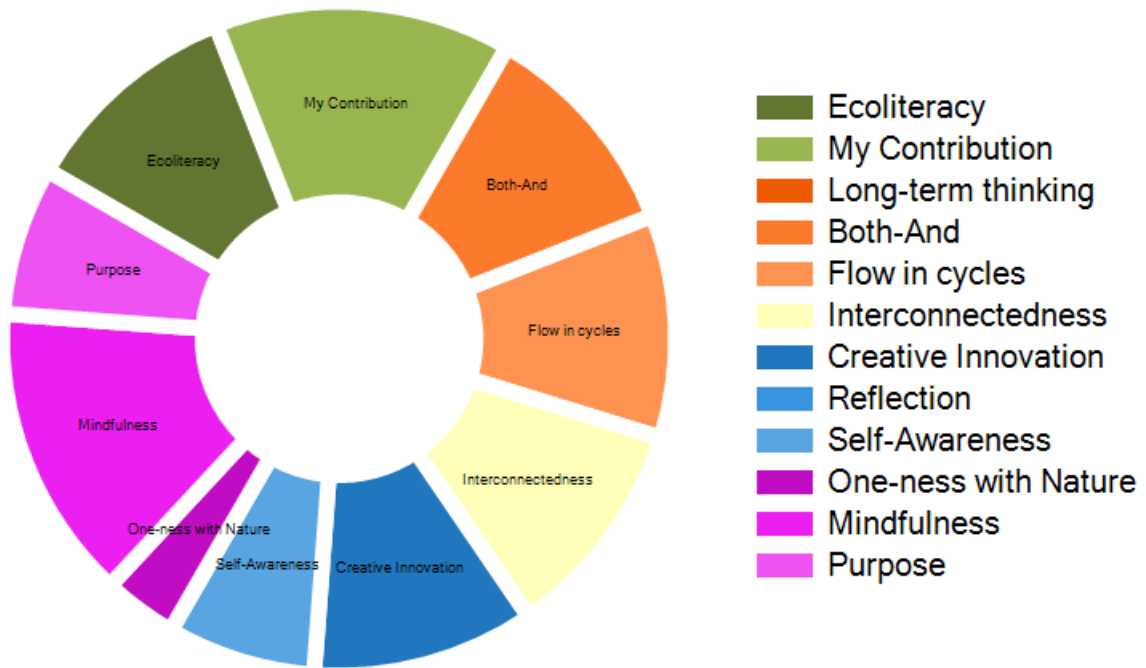 My Contribution
Ecoliteracy
Both-And
Purpose
Flow in cycles
Mindfulness
Interconnectedness
One-ness with Nature
Self-Awareness
Creative Innovation
Ecoliteracy
My Contribution
Long-term thinking
Both-And
Flow in cycles
Interconnectedness
Creative Innovation
Reflection
Self-Awareness
One-ness with Nature
Mindfulness
Purpose